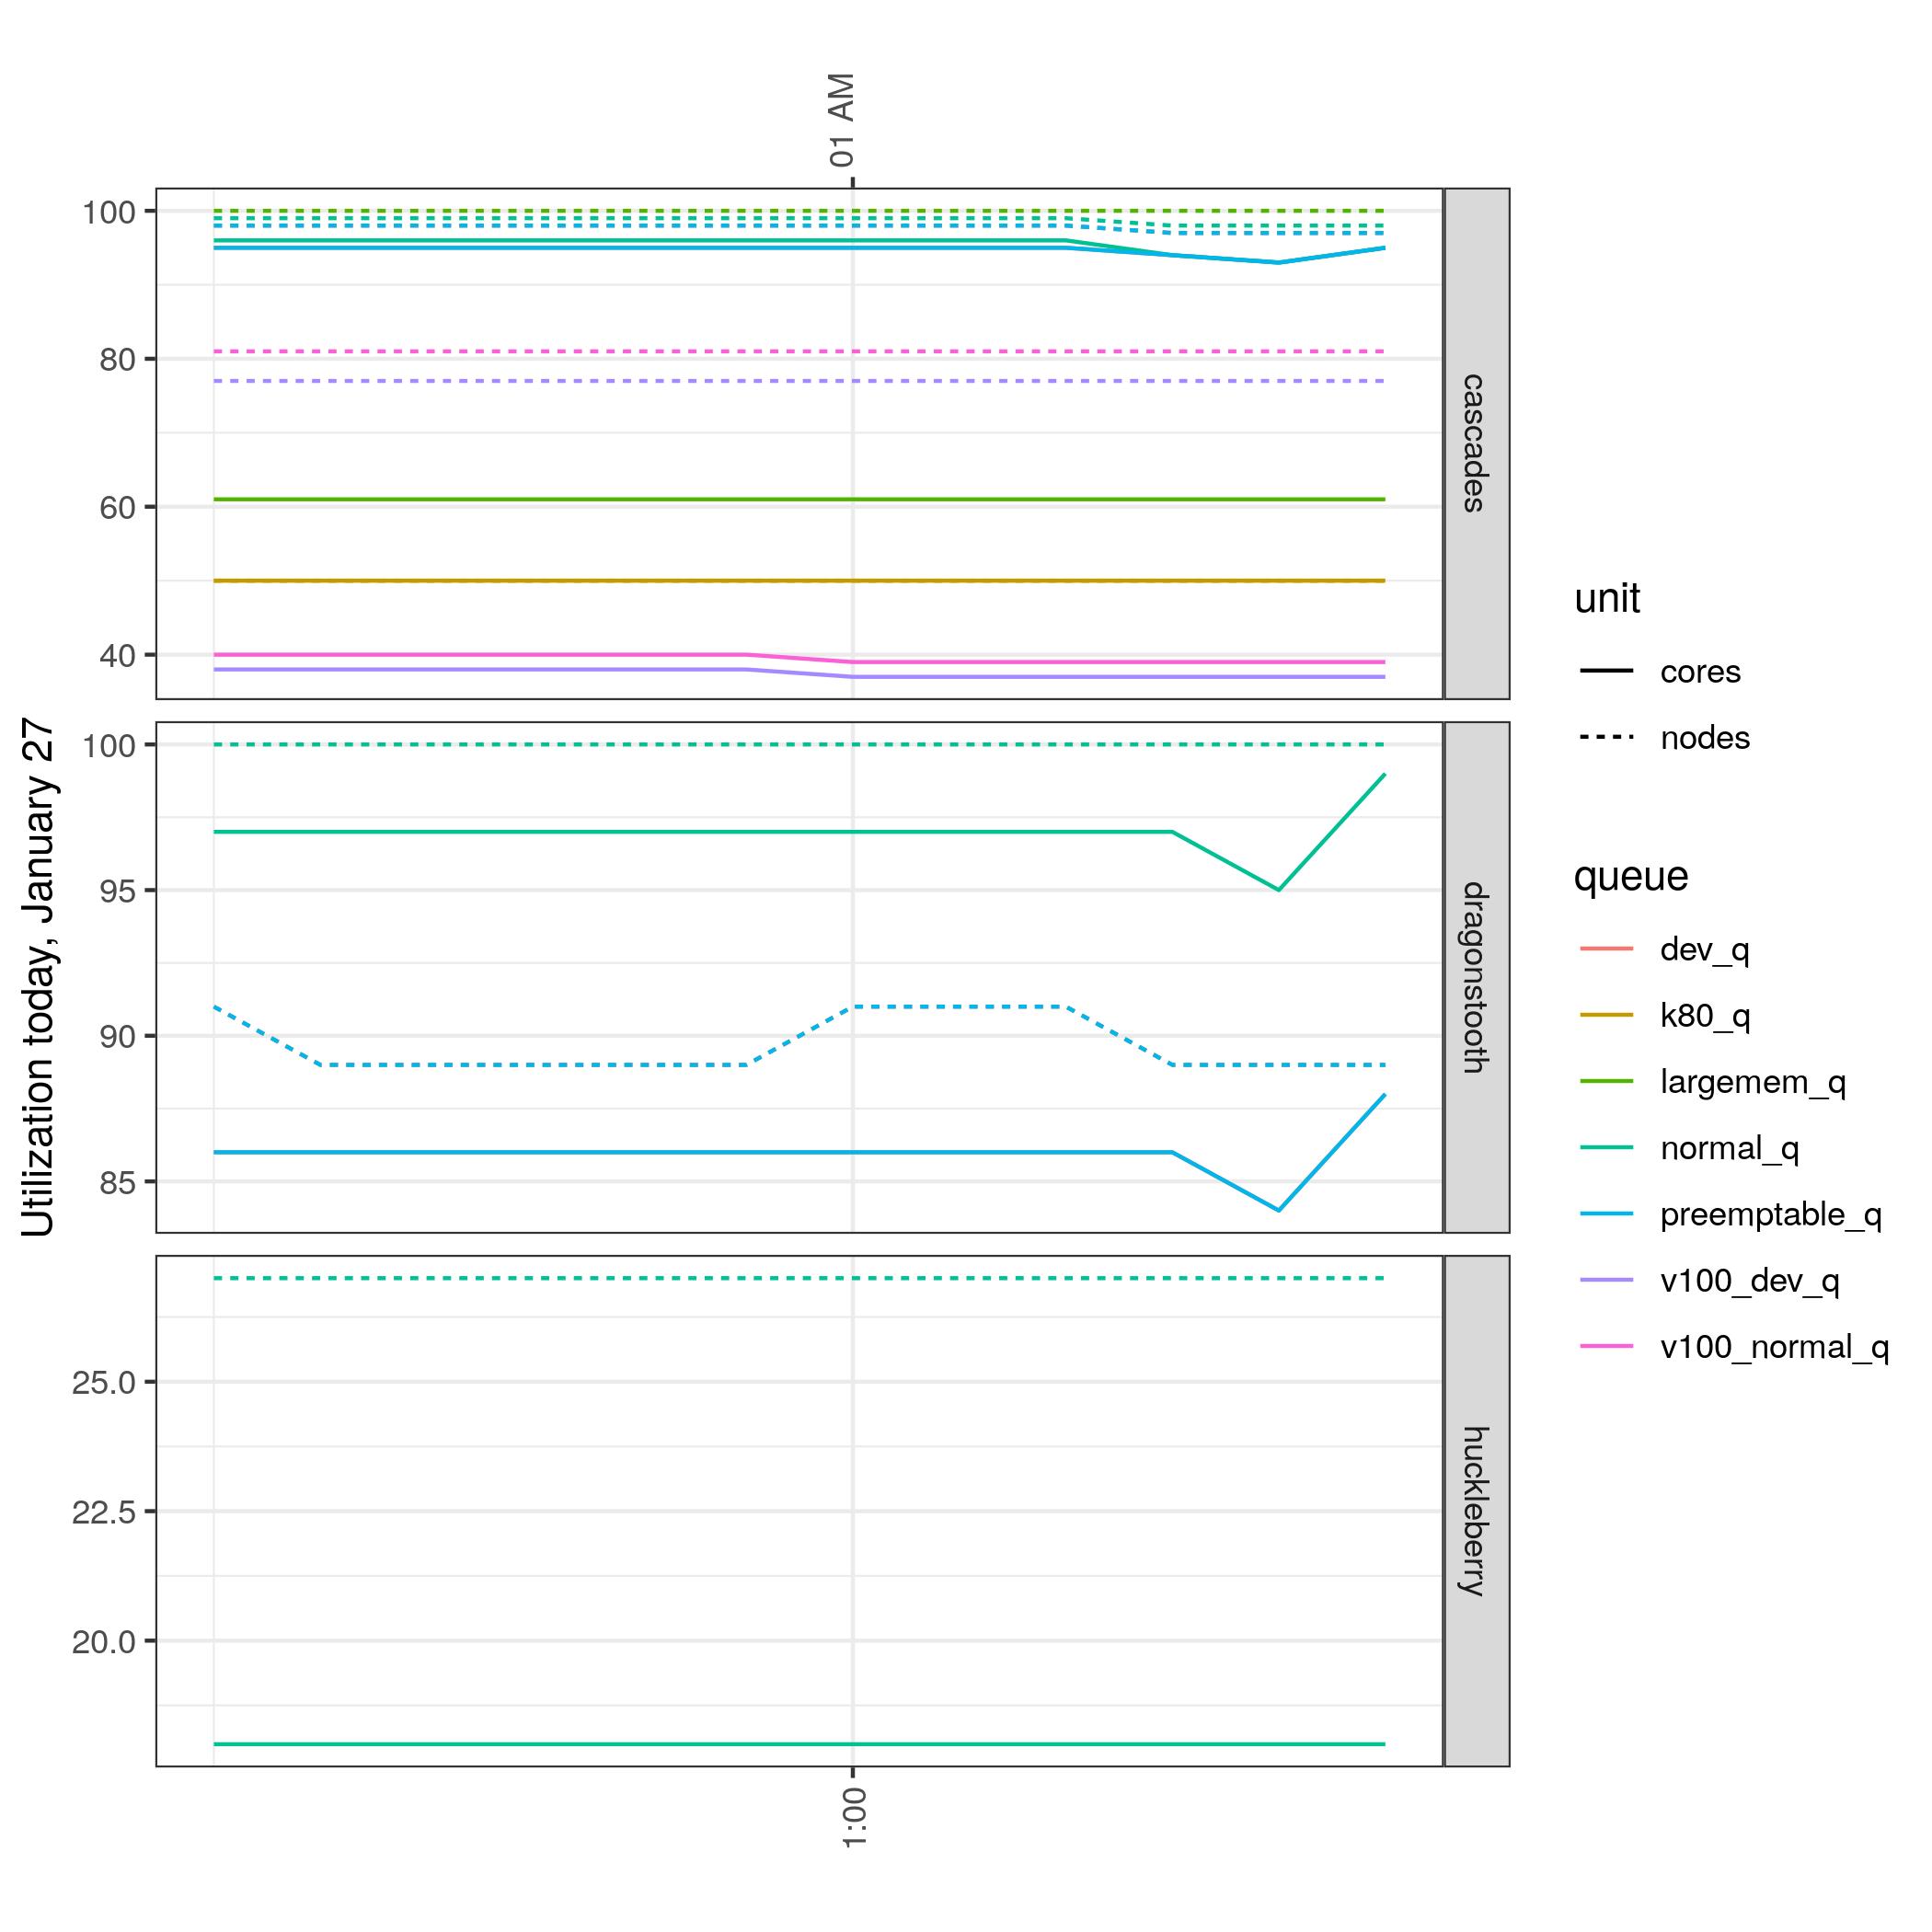 01 AM
Utilization today, January 27
100
80
60
40
cascades
100
95
90
85
dragonstooth
25.0
22.5
20.0
huckleberry
1:00
unit
cores
nodes
queue
dev_q
k80_q
largemem_q
normal_q
preemptable_q
v100_dev_q
v100_normal_q